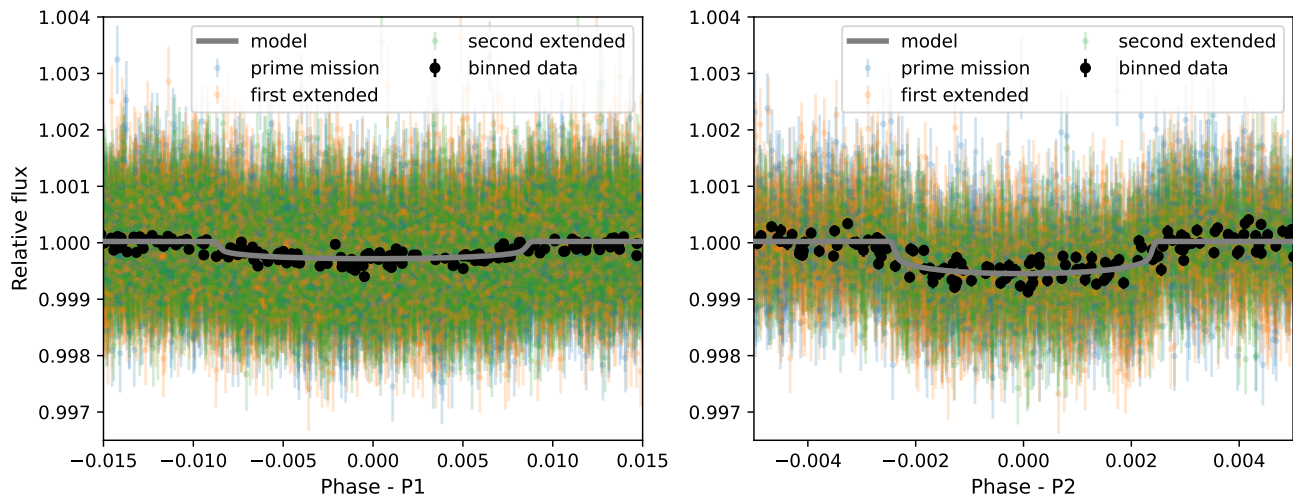 1.004
1.003
1.002
1.001
1.000
0.999
0.998
0.997
Relative flux
model
prime mission
first extended
second extended
binned data
−0.015 −0.010 −0.005 0.000 0.005 0.010 0.015
Phase - P1
1.004
1.003
1.002
1.001
1.000
0.999
0.998
0.997
model
prime mission
first extended
second extended
binned data
−0.004 −0.002 0.000 0.002 0.004
Phase - P2